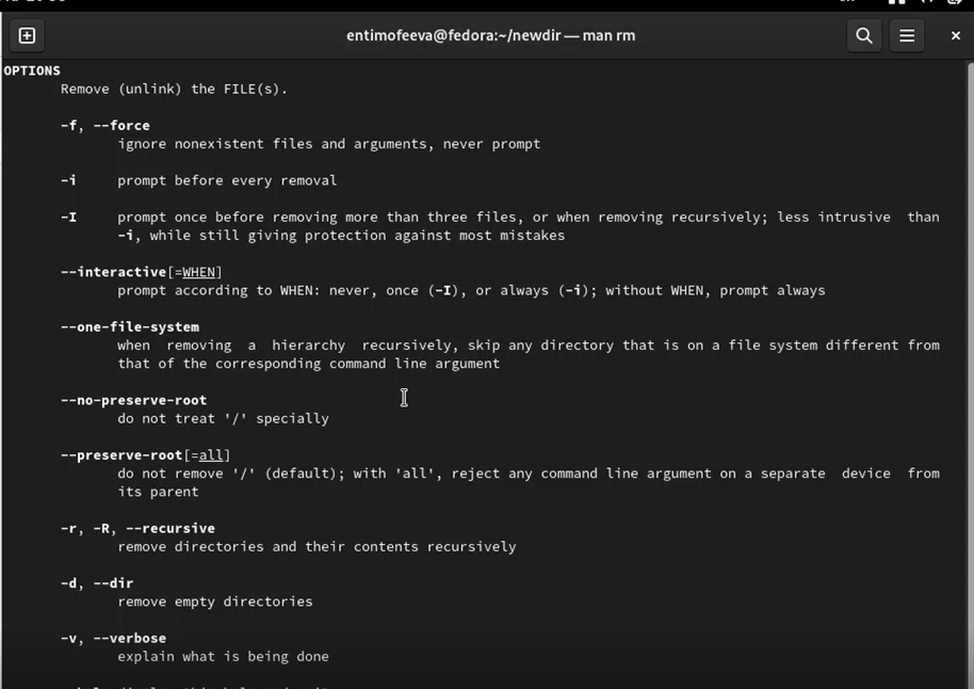 entimofeeva@fedora:~/newdir — man rm
OPTIONS
Remove (unlink) the FILE(s).
-f, --force
ignore nonexistent files and arguments, never prompt
-i prompt before every removal
-I prompt once before removing more than three files, or when removing recursively; less intrusive than
-i, while still giving protection against most mistakes
--interactive[=WHEN]
prompt according to WHEN: never, once (-I), or always (-i); without WHEN, prompt always
--one-file-system
when removing a hierarchy recursively, skip any directory that is on a file system different from
that of the corresponding command line argument
--no-preserve-root
do not treat '/' specially
--preserve-root[=all]
do not remove '/' (default); with 'all', reject any command line argument on a separate device from
its parent
-r, -R, --recursive
remove directories and their contents recursively
-d, --dir
remove empty directories
-v, --verbose
explain what is being done